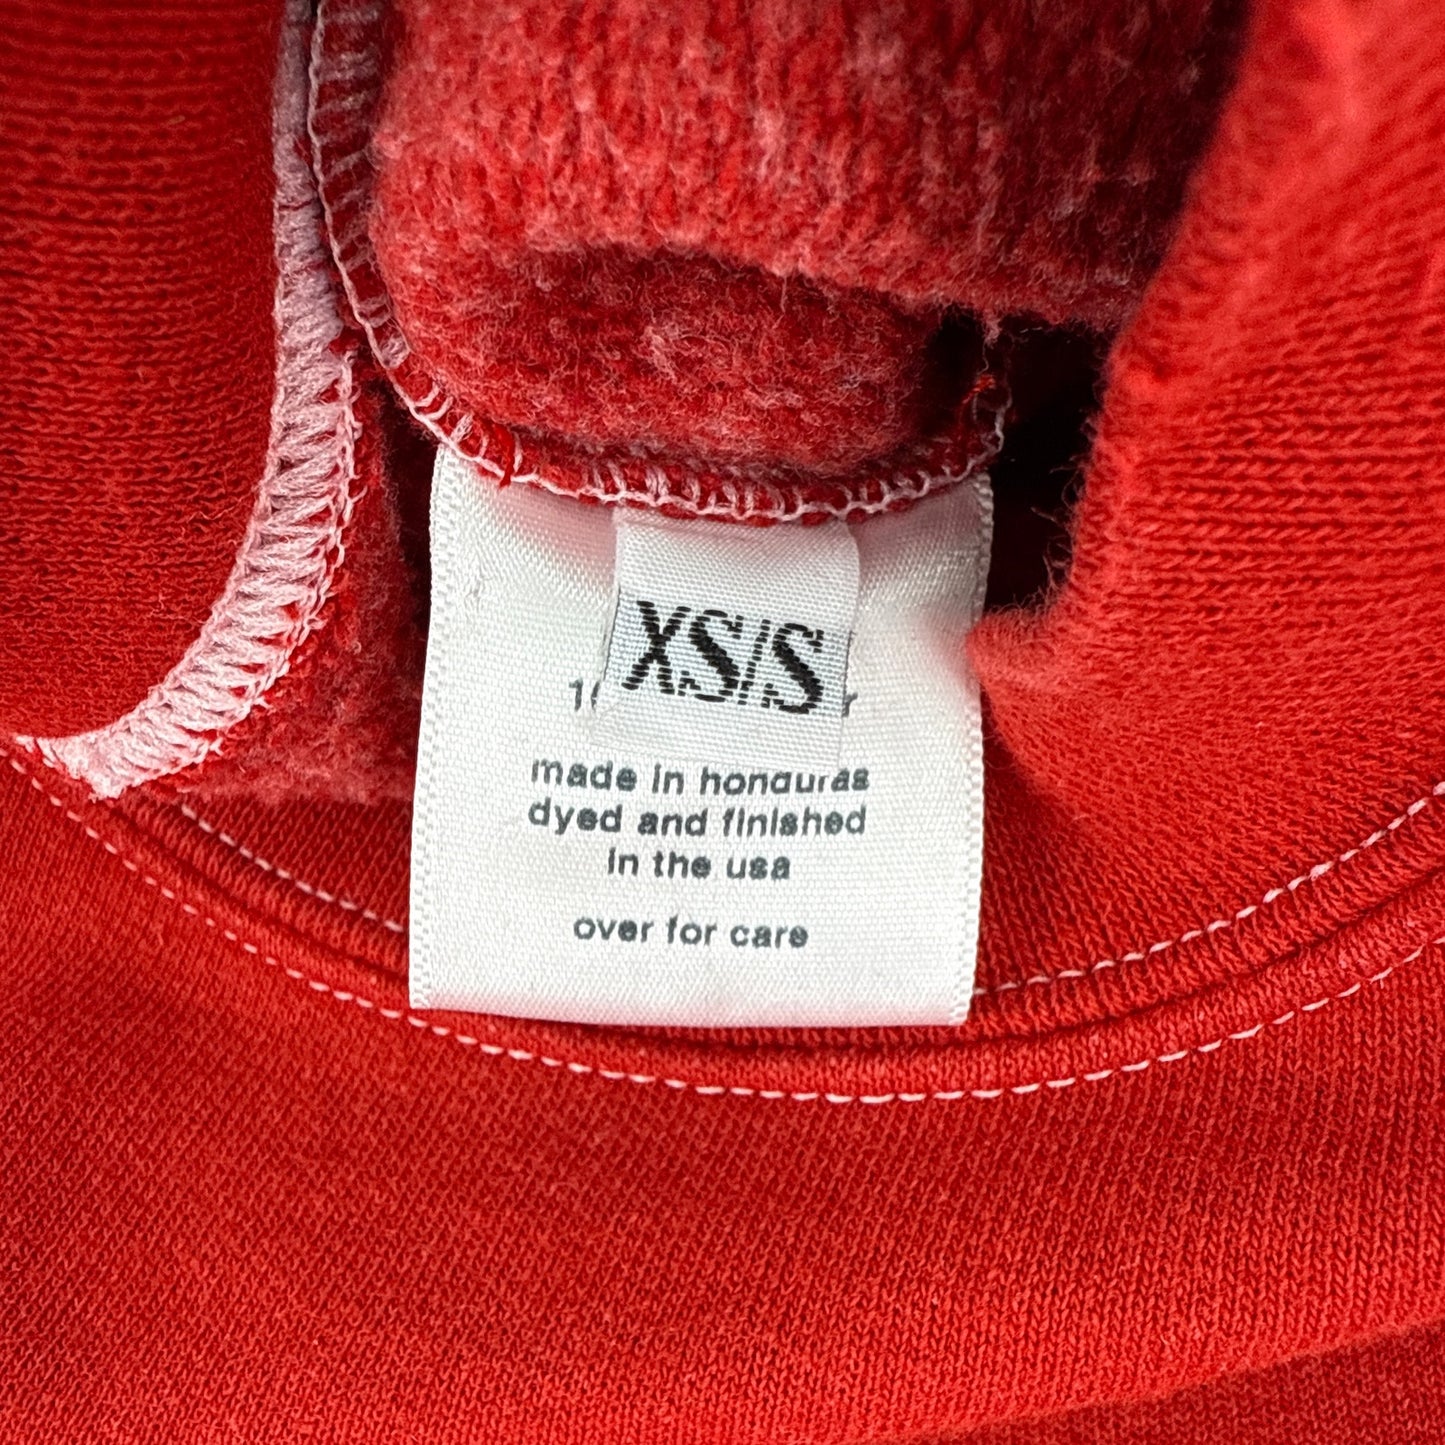 XS/S
made in honduras
dyed and finished
in the usa
over for care